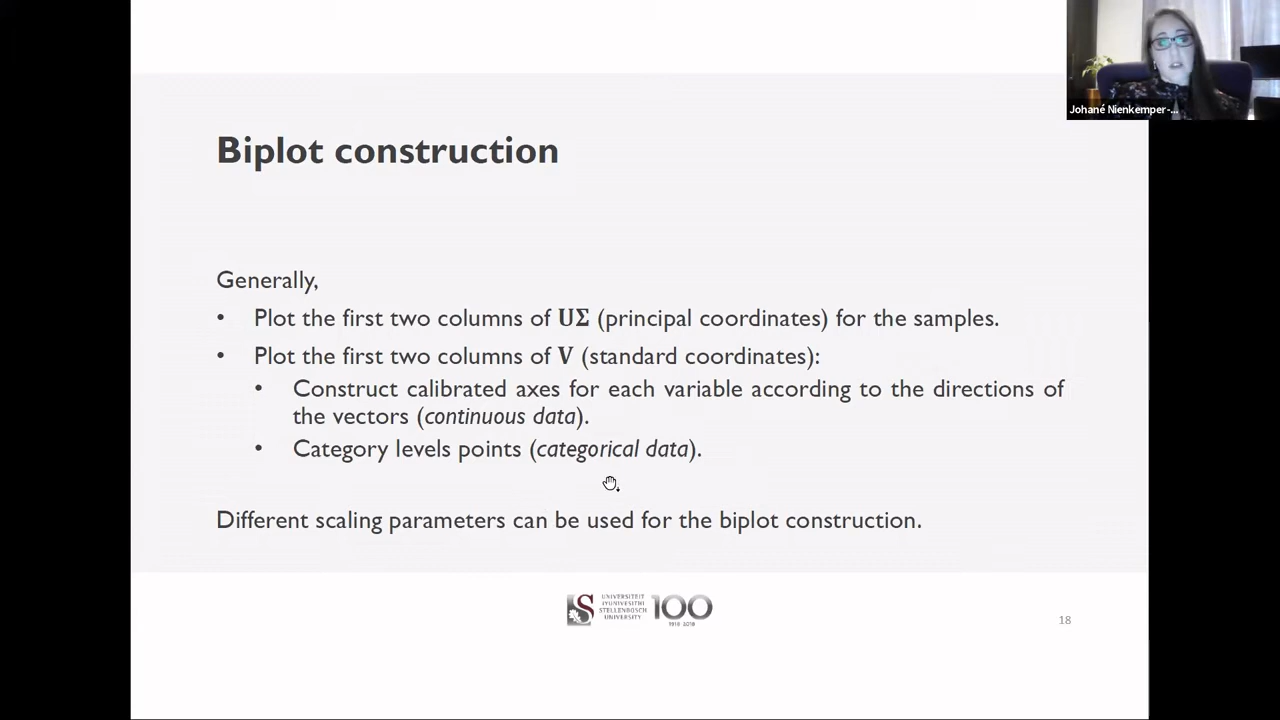 Johané Nienkemper-...
Biplot construction
Generally,
• Plot the first two columns of UΣ (principal coordinates) for the samples.
• Plot the first two columns of V (standard coordinates):
• Construct calibrated axes for each variable according to the directions of
the vectors (continuous data).
• Category levels points (categorical data).
Different scaling parameters can be used for the biplot construction.
UNIVERSITEIT
IYUNIVESITHI
STELLENBOSCH
UNIVERSITY
100
1918-2018
18